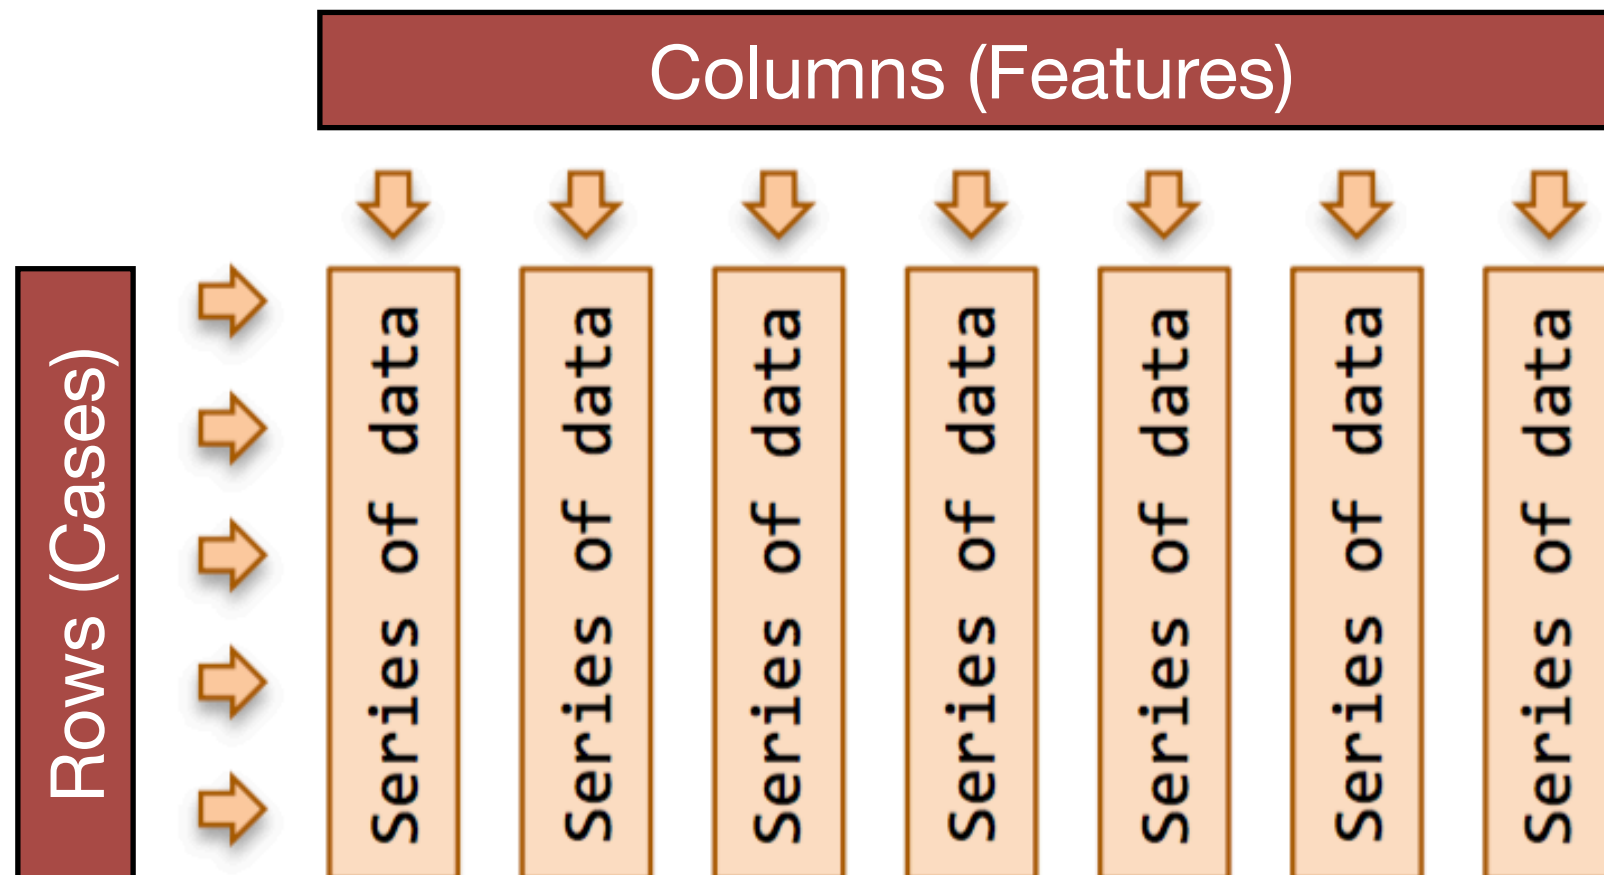 Columns (Features)
Rows (Cases)
Series of data
Series of data
Series of data
Series of data
Series of data
Series of data
Series of data